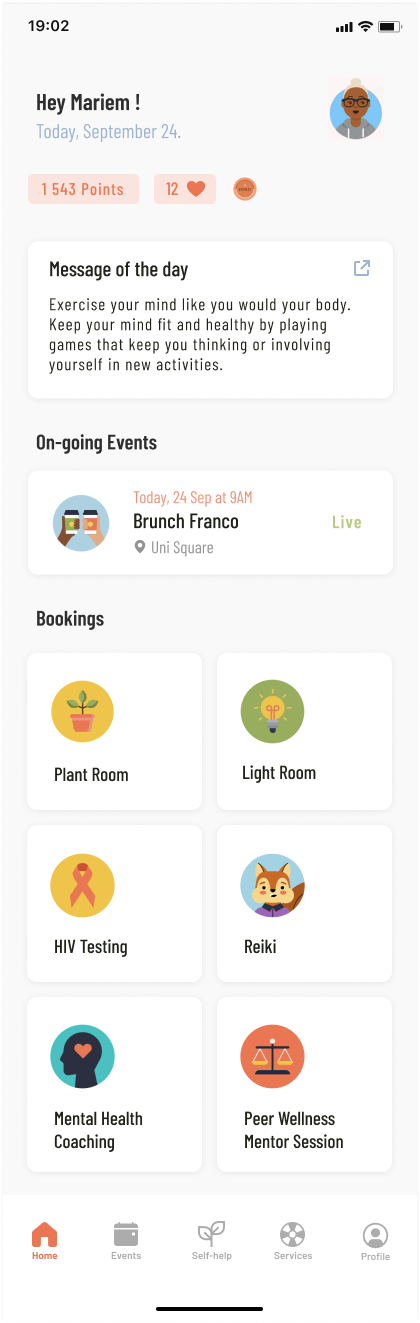 19:02
Hey Mariem !
Today, September 24.
1 543 Points
12
Message of the day
Exercise your mind like you would your body.
Keep your mind fit and healthy by playing
games that keep you thinking or involving
yourself in new activities.
On-going Events
Today, 24 Sep at 9AM
Brunch Franco
Live
Uni Square
Bookings
Plant Room
Light Room
HIV Testing
Reiki
Mental Health
Coaching
Peer Wellness
Mentor Session
Home
Events
Self-help
Services
Profile